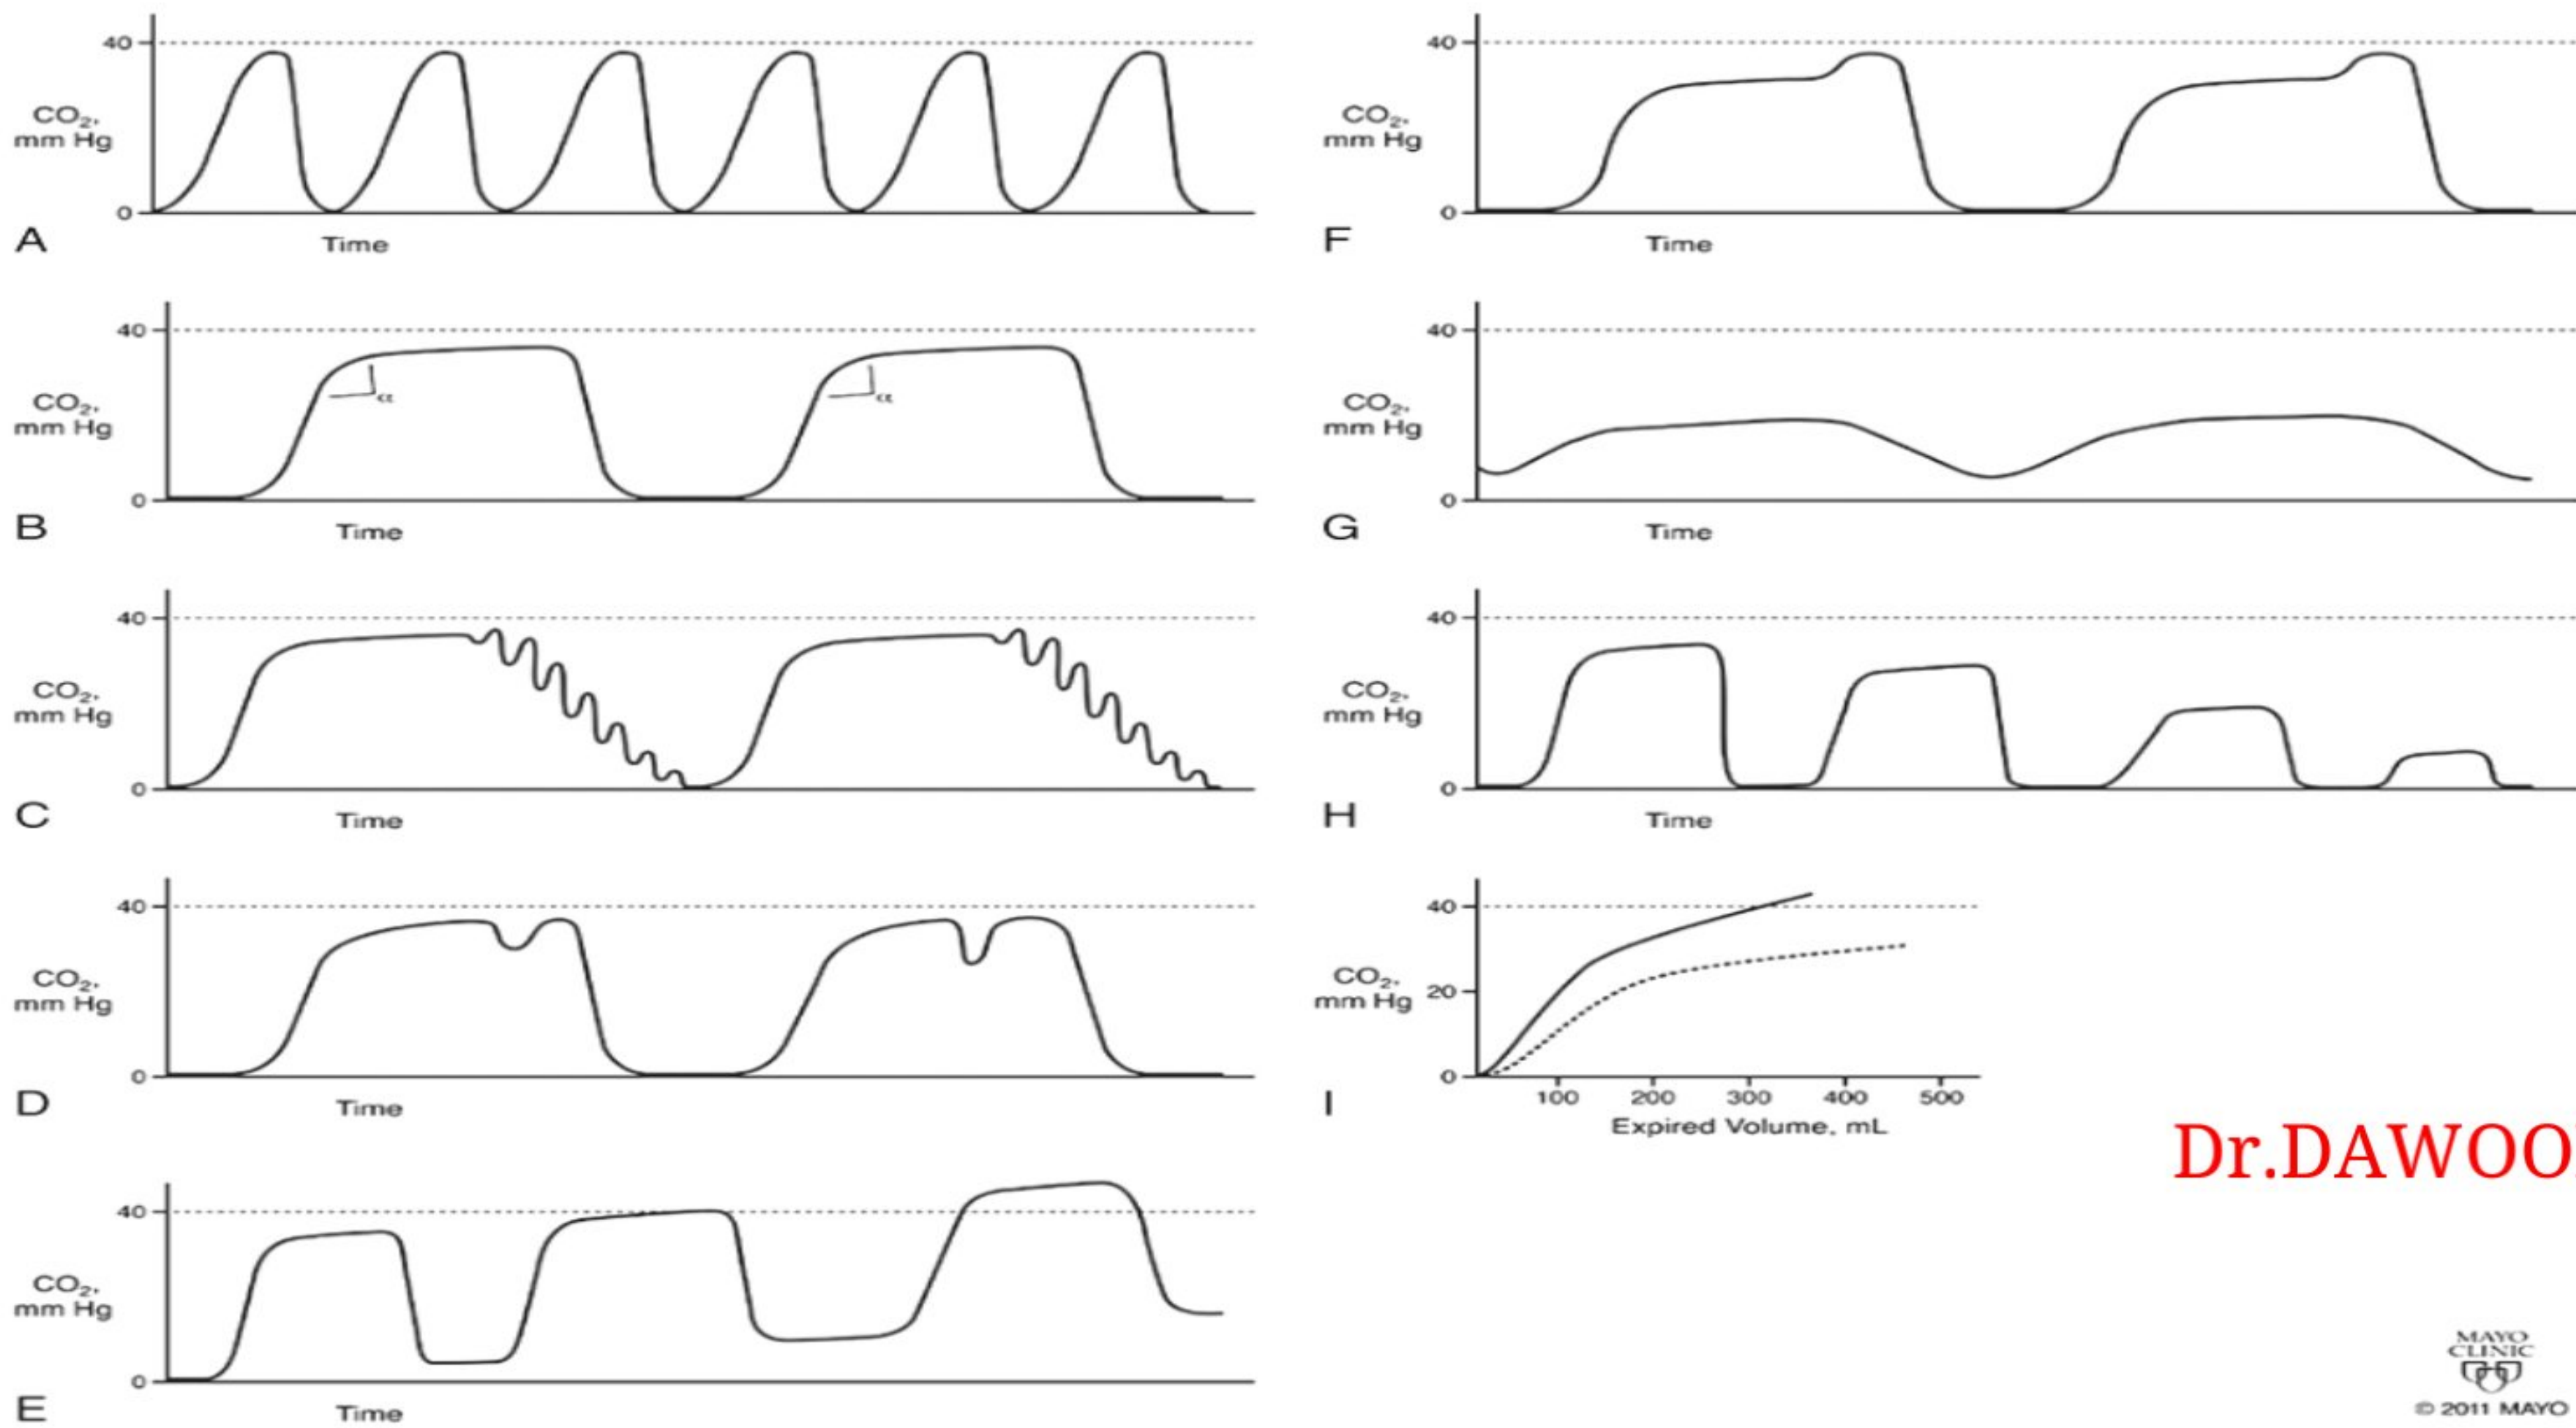 40
CO₂,
mm Hg
0
A
Time
40
CO₂,
mm Hg
0
α
α
B
Time
40
CO₂,
mm Hg
0
C
Time
40
CO₂,
mm Hg
0
D
Time
40
CO₂,
mm Hg
0
E
Time
40
CO₂,
mm Hg
0
F
Time
40
CO₂,
mm Hg
0
G
Time
40
CO₂,
mm Hg
0
H
Time
40
CO₂,
mm Hg
20
0
100 200 300 400 500
I
Expired Volume, mL
Dr.DAWOO
MAYO
CLINIC
© 2011 MAYO